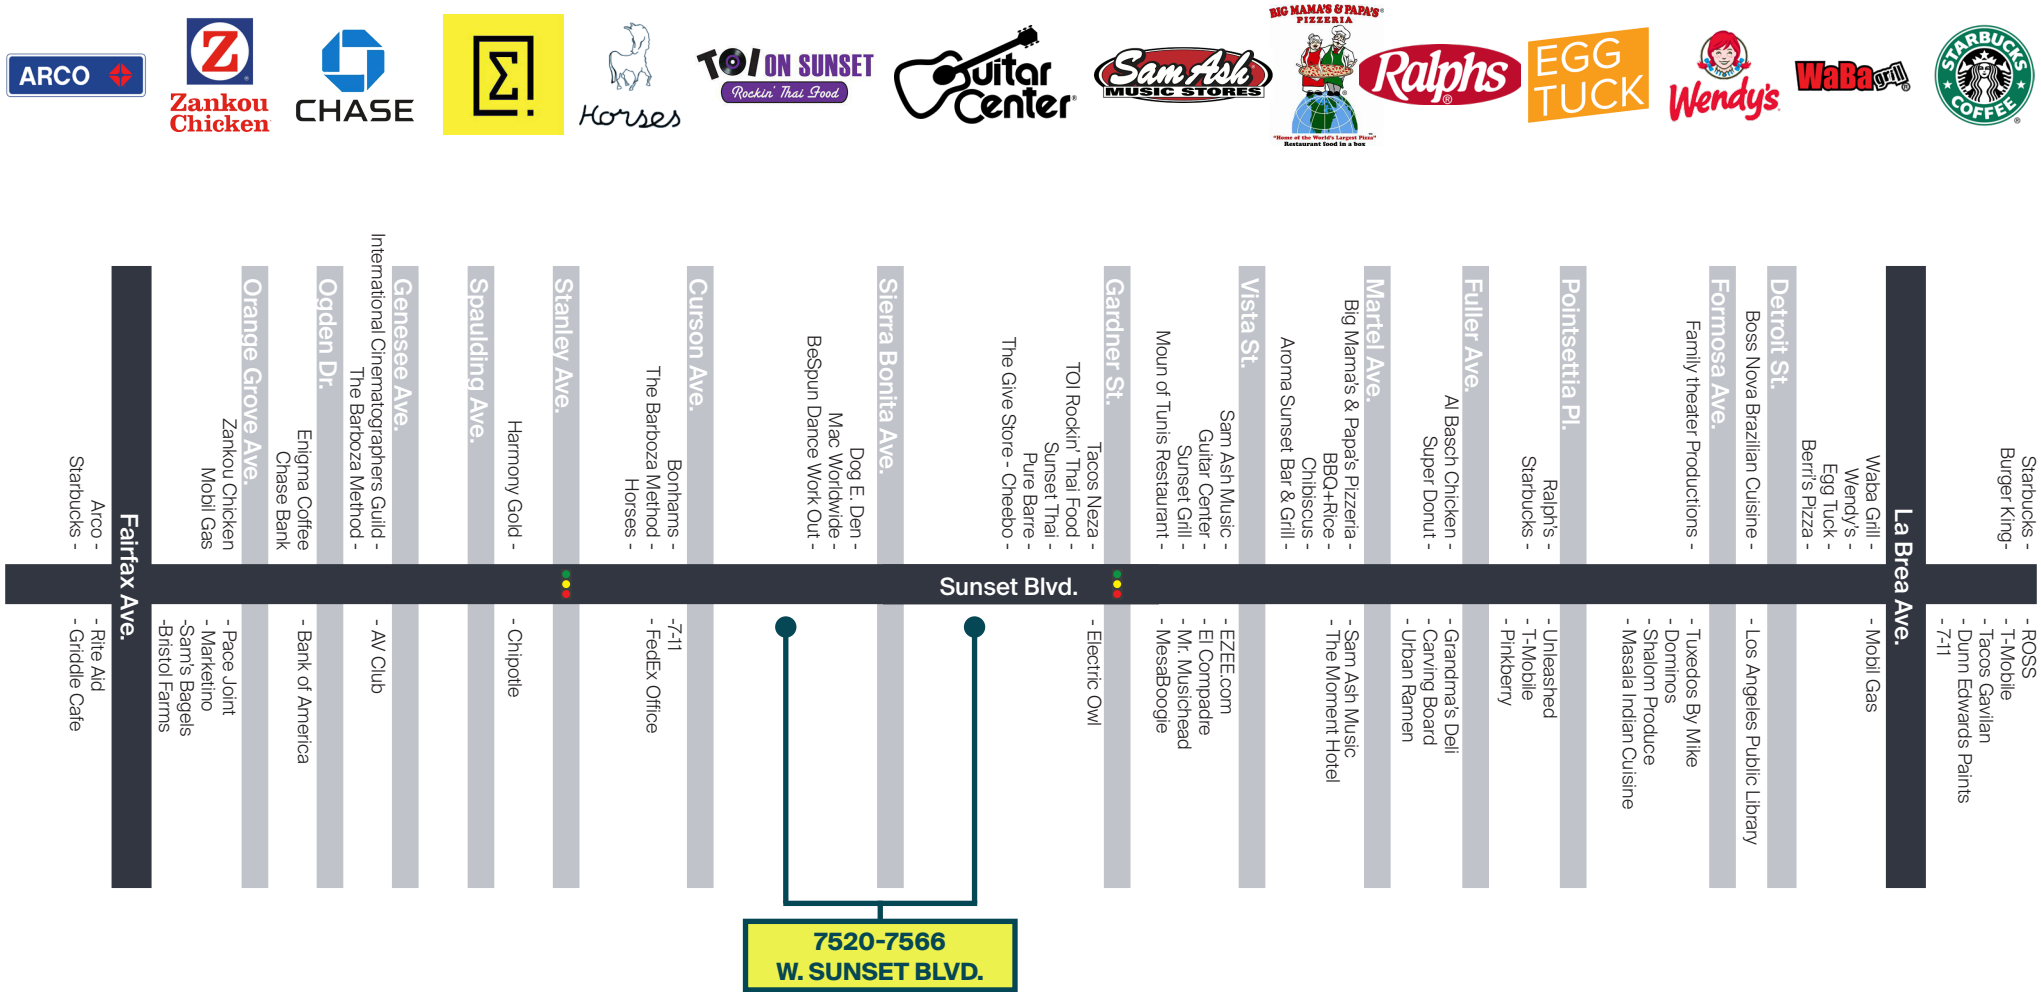 ARCO
Z
Zankou
Chicken
CHASE
Horses
TOI ON SUNSET
Rockin' Thai Food
Guitar
Center
Sam Ash
MUSIC STORES
BIG MAMA'S & PAPA'S
PIZZERIA
"Home of the World's Largest Pizza"
Restaurant food in a box
Ralphs
EGG
TUCK
Wendy's
WaBa grill
STARBUCKS
COFFEE
Starbucks -
Arco -
Fairfax Ave.
Mobil Gas
Zankou Chicken
Orange Grove Ave.
Chase Bank
Enigma Coffee
Ogden Dr.
The Barboza Method -
International Cinematographers Guild -
Genesee Ave.
Spaulding Ave.
Harmony Gold -
Stanley Ave.
Horses -
The Barboza Method -
Bonhams -
Curson Ave.
BeSpun Dance Work Out -
Mac Worldwide -
Dog E. Den -
Sierra Bonita Ave.
The Give Store - Cheebo -
Pure Barre -
Sunset Thai -
TOI Rockin' Thai Food -
Tacos Neza -
Gardner St.
Moun of Tunis Restaurant -
Sunset Grill -
Guitar Center -
Sam Ash Music -
Vista St.
Aroma Sunset Bar & Grill -
Chibiscus -
BBQ+Rice -
Big Mama's & Papa's Pizzeria -
Martel Ave.
Super Donut -
Al Basch Chicken -
Fuller Ave.
Starbucks -
Ralph's -
Pointsettia Pl.
Family theater Productions -
Formosa Ave.
Boss Nova Brazilian Cuisine -
Detroit St.
Berri's Pizza -
Egg Tuck -
Wendy's -
Waba Grill -
La Brea Ave.
Burger King-
Starbucks -
Sunset Blvd.
- Griddle Cafe
- Rite Aid
-Bristol Farms
-Sam's Bagels
- Marketino
- Pace Joint
- Bank of America
- AV Club
- Chipotle
- FedEx Office
-7-11
- Electric Owl
- MesaBoogie
- Mr. Musichead
- El Compadre
- EZEE.com
- The Moment Hotel
- Sam Ash Music
- Urban Ramen
- Carving Board
- Grandma's Deli
- Pinkberry
- T-Mobile
- Unleashed
- Masala Indian Cuisine
- Shalom Produce
- Dominos
- Tuxedos By Mike
- Los Angeles Public Library
- Mobil Gas
- 7-11
- Dunn Edwards Paints
- Tacos Gavilan
- T-Mobile
- ROSS
7520-7566
W. SUNSET BLVD.